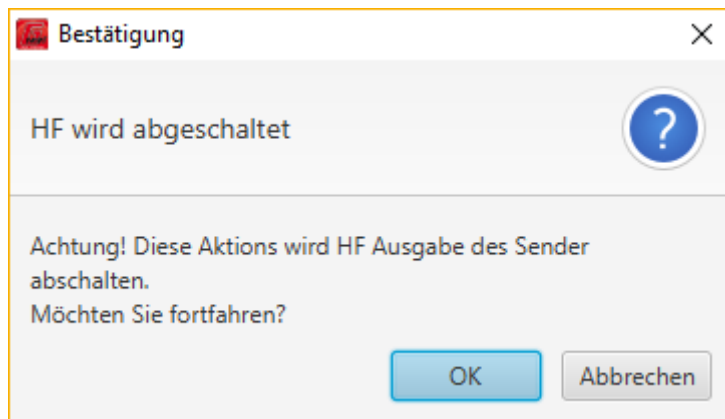 Bestätigung
HF wird abgeschaltet
?
Achtung! Diese Aktions wird HF Ausgabe des Sender
abschalten.
Möchten Sie fortfahren?
OK
Abbrechen